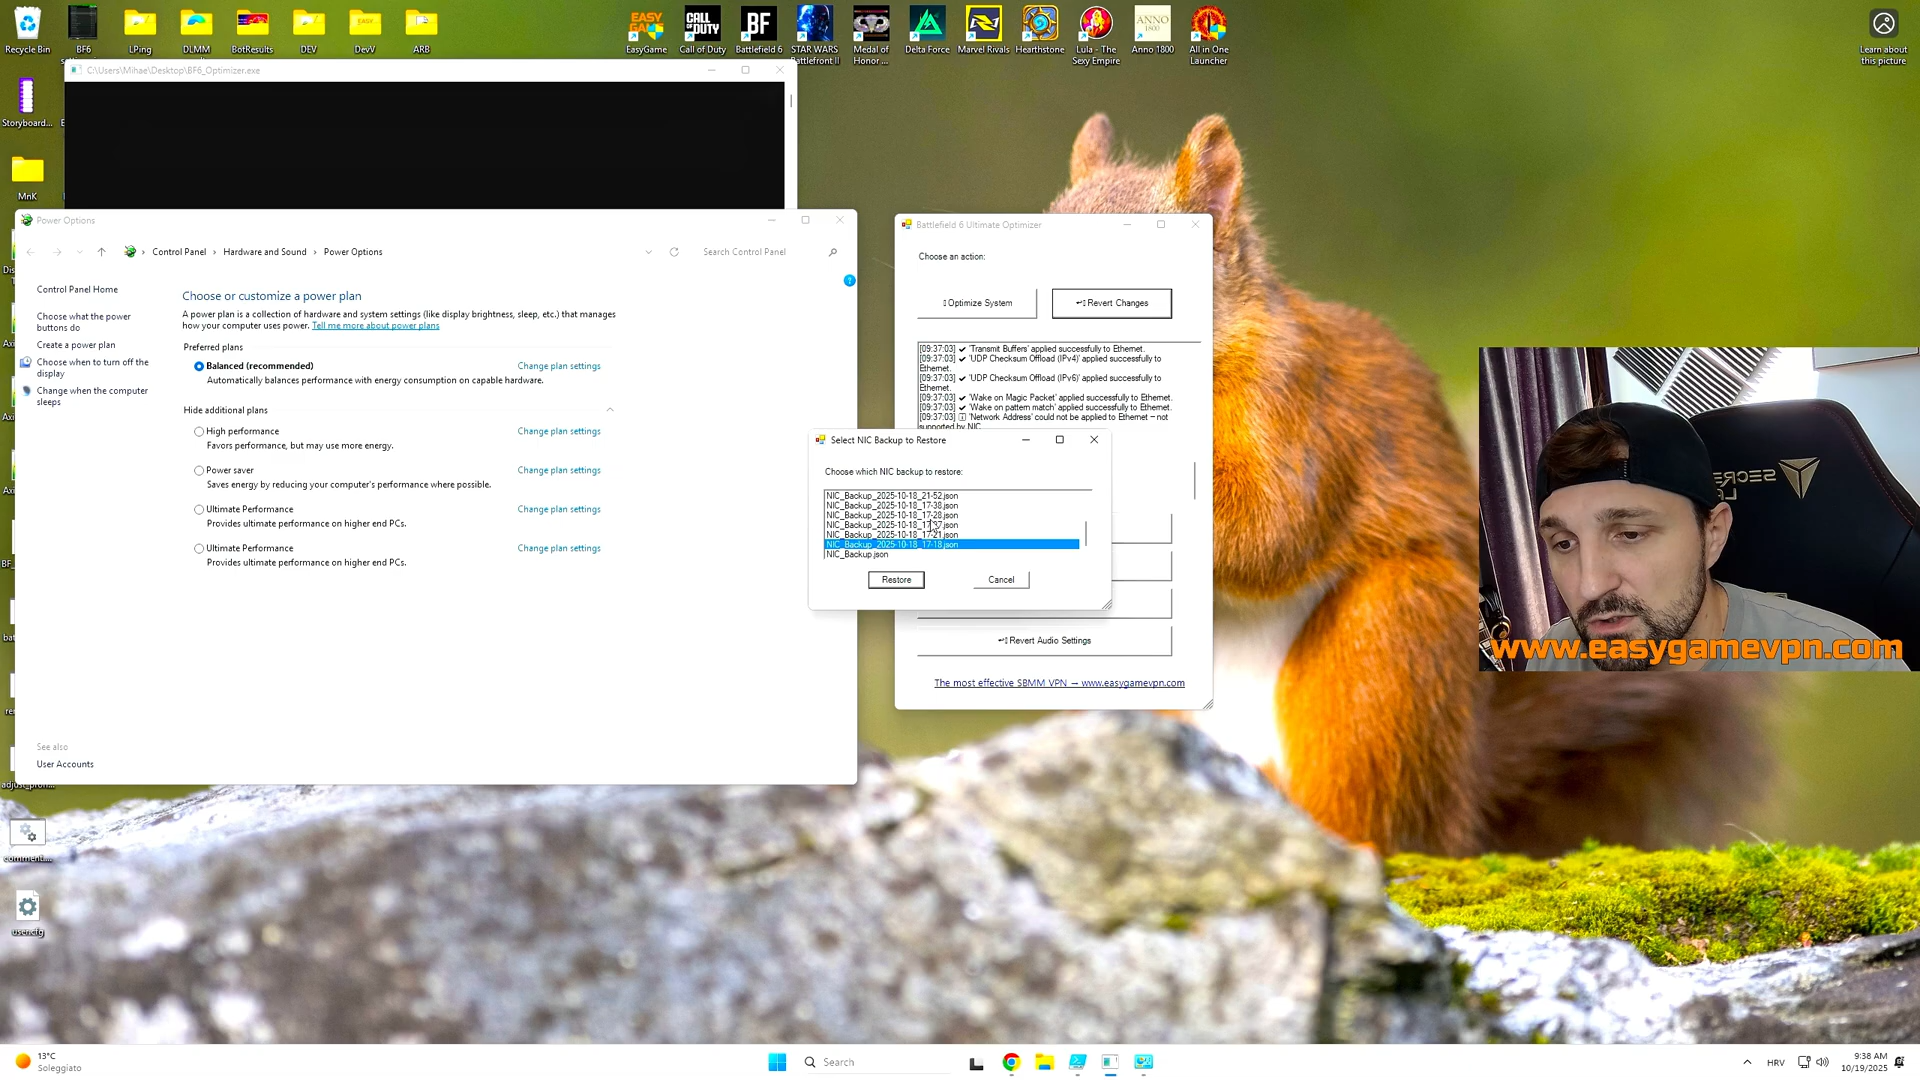 Recycle Bin
BF6
LPing
DLMM
BotResults
DEV
DevV
ARB
EasyGame
Call of Duty
Battlefield 6
STAR WARS
Battlefront II
Medal of
Honor ...
Delta Force
Marvel Rivals
Hearthstone
Lula - The
Sexy Empire
Anno 1800
All in One
Launcher
Learn about
this picture
C:\Users\Mihae\Desktop\BF6_Optimizer.exe
Storyboard...
MnK
Power Options
Control Panel
Hardware and Sound
Power Options
Search Control Panel
Control Panel Home
Choose what the power
buttons do
Create a power plan
Choose when to turn off the
display
Change when the computer
sleeps
Choose or customize a power plan
A power plan is a collection of hardware and system settings (like display brightness, sleep, etc.) that manages
how your computer uses power. Tell me more about power plans
Preferred plans
Balanced (recommended)
Change plan settings
Automatically balances performance with energy consumption on capable hardware.
Hide additional plans
High performance
Change plan settings
Favors performance, but may use more energy.
Power saver
Change plan settings
Saves energy by reducing your computer's performance where possible.
Ultimate Performance
Change plan settings
Provides ultimate performance on higher end PCs.
Ultimate Performance
Change plan settings
Provides ultimate performance on higher end PCs.
See also
User Accounts
Battlefield 6 Ultimate Optimizer
Choose an action:
Optimize System
Revert Changes
[09:37:03] ✔ 'Transmit Buffers' applied successfully to Ethernet.
[09:37:03] ✔ 'UDP Checksum Offload (IPv4) applied successfully to
Ethernet.
[09:37:03] ✔ 'UDP Checksum Offload (IPv6) applied successfully to
Ethernet.
[09:37:03] ✔ 'Wake on Magic Packet' applied successfully to Ethernet.
[09:37:03] ✔ 'Wake on pattern match' applied successfully to Ethernet.
[09:37:03] 'Network Address' could not be applied to Ethernet – not
supported by NIC
Select NIC Backup to Restore
Choose which NIC backup to restore:
NIC_Backup_2025-10-18_21-52.json
NIC_Backup_2025-10-18_17-38.json
NIC_Backup_2025-10-18_17-28.json
NIC_Backup_2025-10-18_17-21.json
NIC_Backup_2025-10-18_17-18.json
NIC_Backup.json
Restore
Cancel
Revert Audio Settings
The most effective SBMM VPN → www.easygamevpn.com
SECRE
www.easygamevpn.com
comment....
user.cfg
13°C
Soleggiato
Search
HRV
9:38 AM
10/19/2025